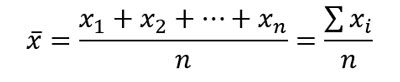 x̄ = (x₁ + x₂ + ⋯ + xₙ) / n = (∑ xᵢ) / n